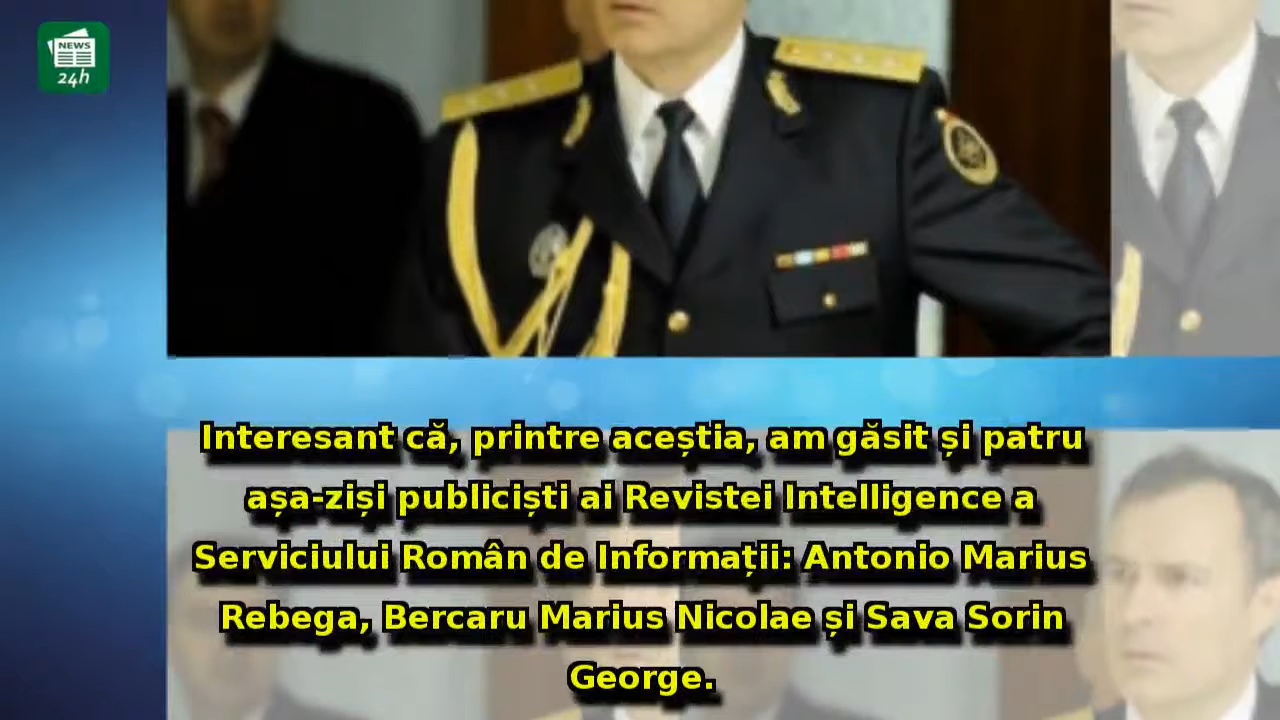 NEWS
24h
Interesant că, printre aceștia, am găsit și patru
așa-ziși publiciști ai Revistei Intelligence a
Serviciului Român de Informații: Antonio Marius
Rebega, Bercaru Marius Nicolae și Sava Sorin
George.